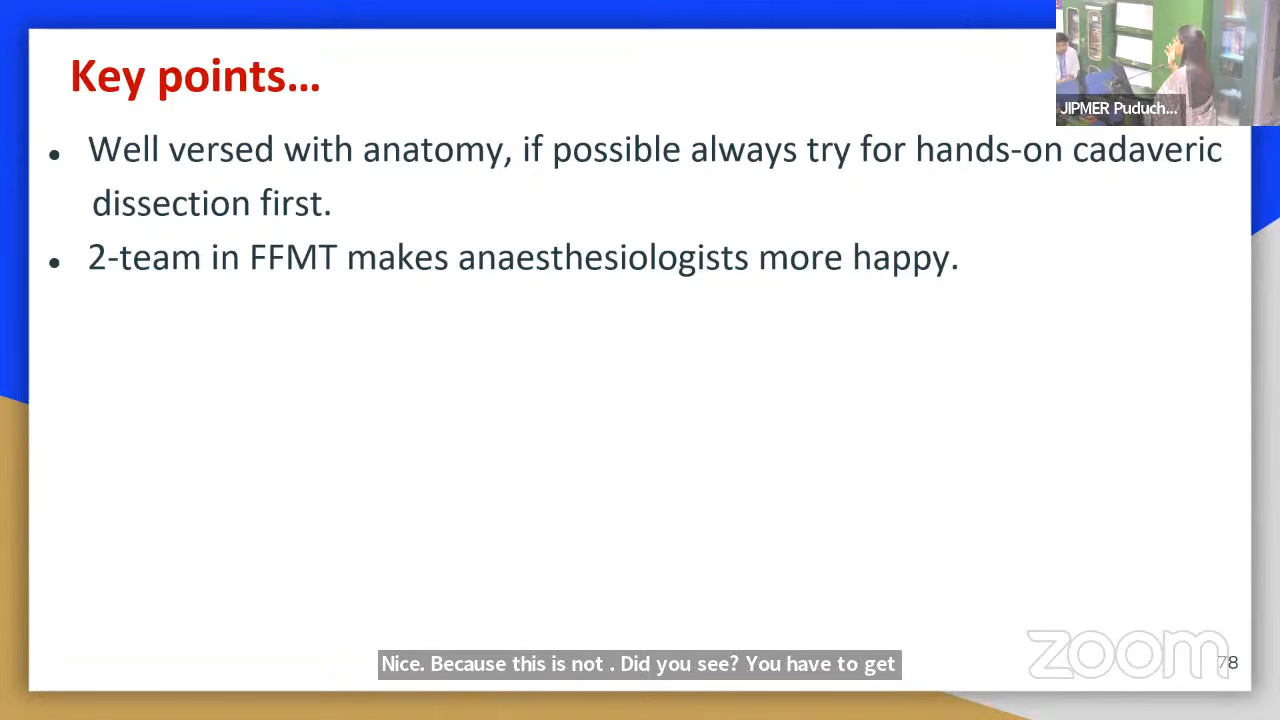 Key points...
JIPMER Puduch...
• Well versed with anatomy, if possible always try for hands-on cadaveric
dissection first.
• 2-team in FFMT makes anaesthesiologists more happy.
Nice. Because this is not . Did you see? You have to get
zoom
78